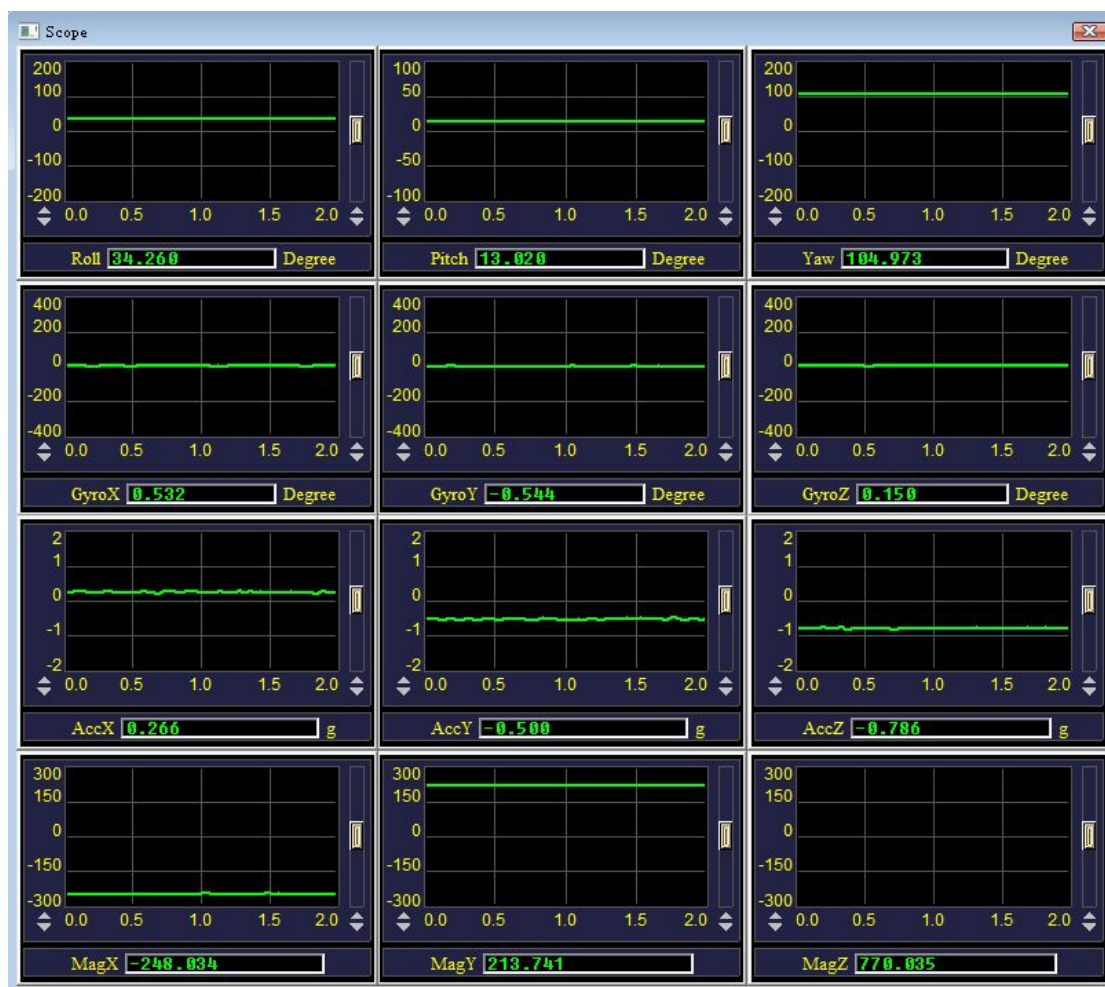 Scope
200 100 200
100 50 100
0 0 0
-100 -50 -100
-200 -100 -200
0.0 0.5 1.0 1.5 2.0 0.0 0.5 1.0 1.5 2.0 0.0 0.5 1.0 1.5 2.0
Roll 34.260 Degree Pitch 13.020 Degree Yaw 104.973 Degree
400 400 400
200 200 200
0 0 0
-200 -200 -200
-400 -400 -400
0.0 0.5 1.0 1.5 2.0 0.0 0.5 1.0 1.5 2.0 0.0 0.5 1.0 1.5 2.0
GyroX 0.532 Degree GyroY -0.544 Degree GyroZ 0.150 Degree
2 2 2
1 1 1
0 0 0
-1 -1 -1
-2 -2 -2
0.0 0.5 1.0 1.5 2.0 0.0 0.5 1.0 1.5 2.0 0.0 0.5 1.0 1.5 2.0
AccX 0.266 g AccY -0.500 g AccZ -0.786 g
300 300 300
150 150 150
0 0 0
-150 -150 -150
-300 -300 -300
0.0 0.5 1.0 1.5 2.0 0.0 0.5 1.0 1.5 2.0 0.0 0.5 1.0 1.5 2.0
MagX -248.034 MagY 213.741 MagZ 770.035